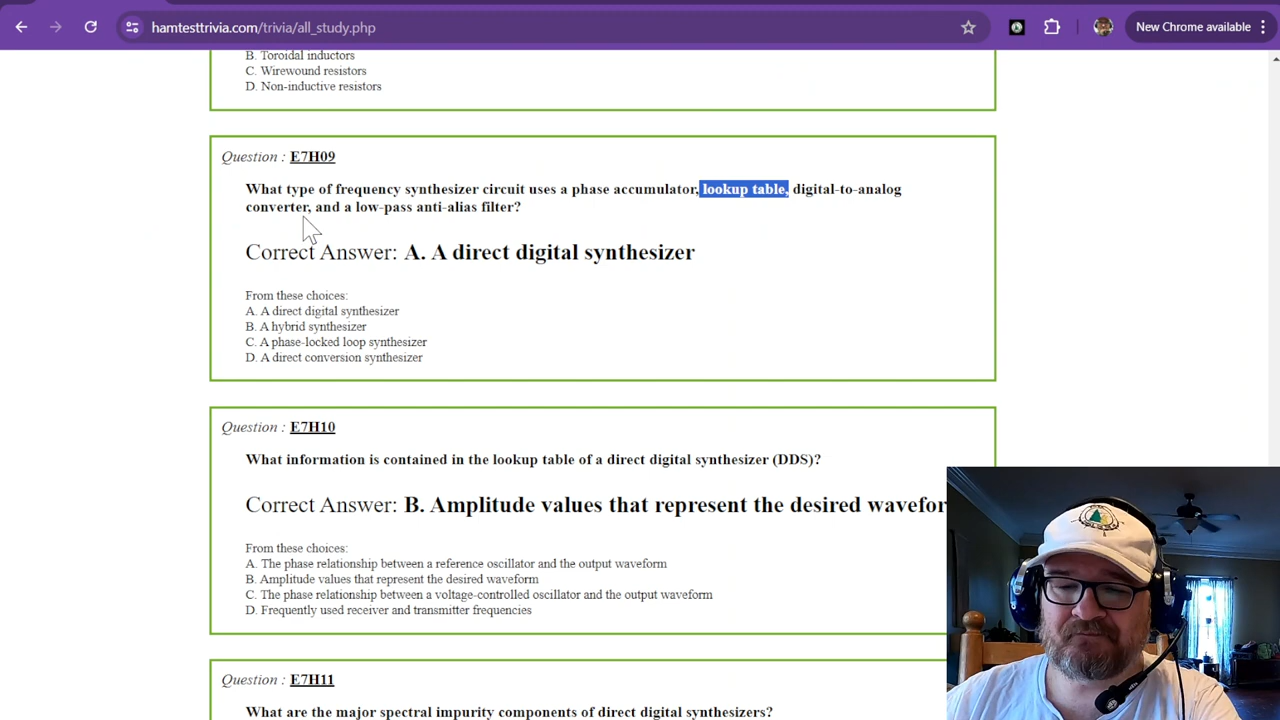 hamtesttrivia.com/trivia/all_study.php
New Chrome available
B. Toroidal inductors
C. Wirewound resistors
D. Non-inductive resistors
Question : E7H09
What type of frequency synthesizer circuit uses a phase accumulator, lookup table, digital-to-analog
converter, and a low-pass anti-alias filter?
Correct Answer: A. A direct digital synthesizer
From these choices:
A. A direct digital synthesizer
B. A hybrid synthesizer
C. A phase-locked loop synthesizer
D. A direct conversion synthesizer
Question : E7H10
What information is contained in the lookup table of a direct digital synthesizer (DDS)?
Correct Answer: B. Amplitude values that represent the desired wavefor
From these choices:
A. The phase relationship between a reference oscillator and the output waveform
B. Amplitude values that represent the desired waveform
C. The phase relationship between a voltage-controlled oscillator and the output waveform
D. Frequently used receiver and transmitter frequencies
Question : E7H11
What are the major spectral impurity components of direct digital synthesizers?